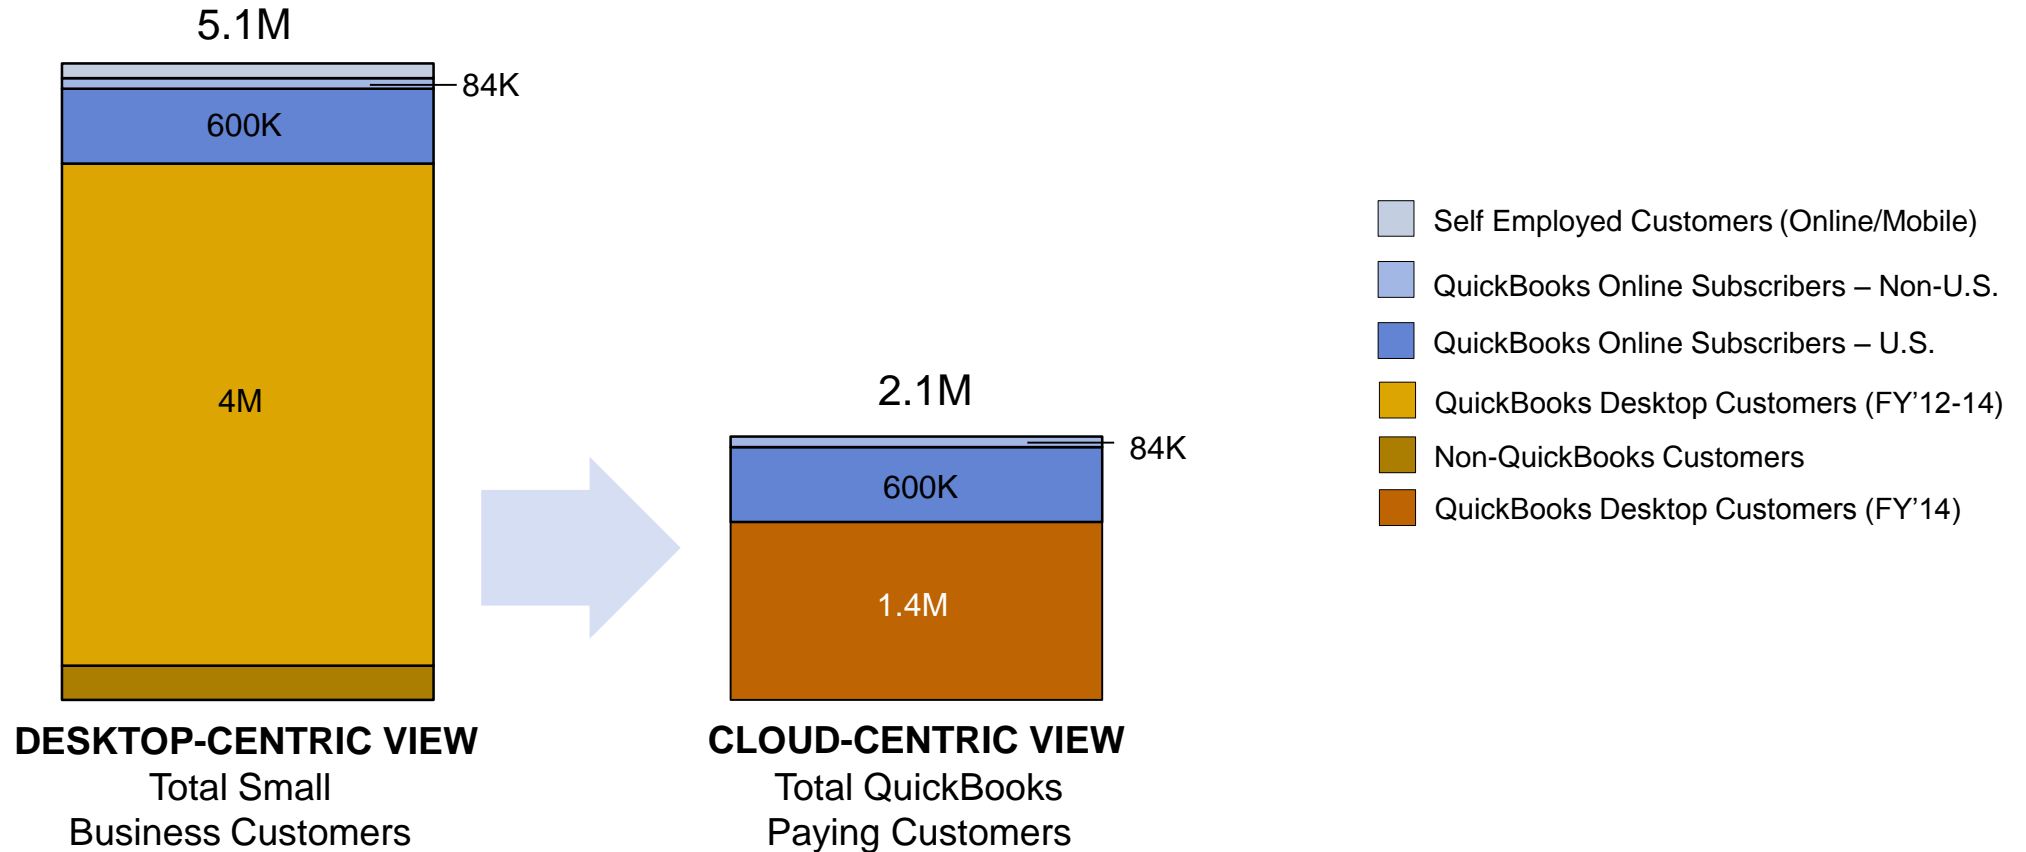 5.1M
84K
600K
4M
DESKTOP-CENTRIC VIEW
Total Small
Business Customers
2.1M
84K
600K
1.4M
CLOUD-CENTRIC VIEW
Total QuickBooks
Paying Customers
Self Employed Customers (Online/Mobile)
QuickBooks Online Subscribers – Non-U.S.
QuickBooks Online Subscribers – U.S.
QuickBooks Desktop Customers (FY’12-14)
Non-QuickBooks Customers
QuickBooks Desktop Customers (FY’14)